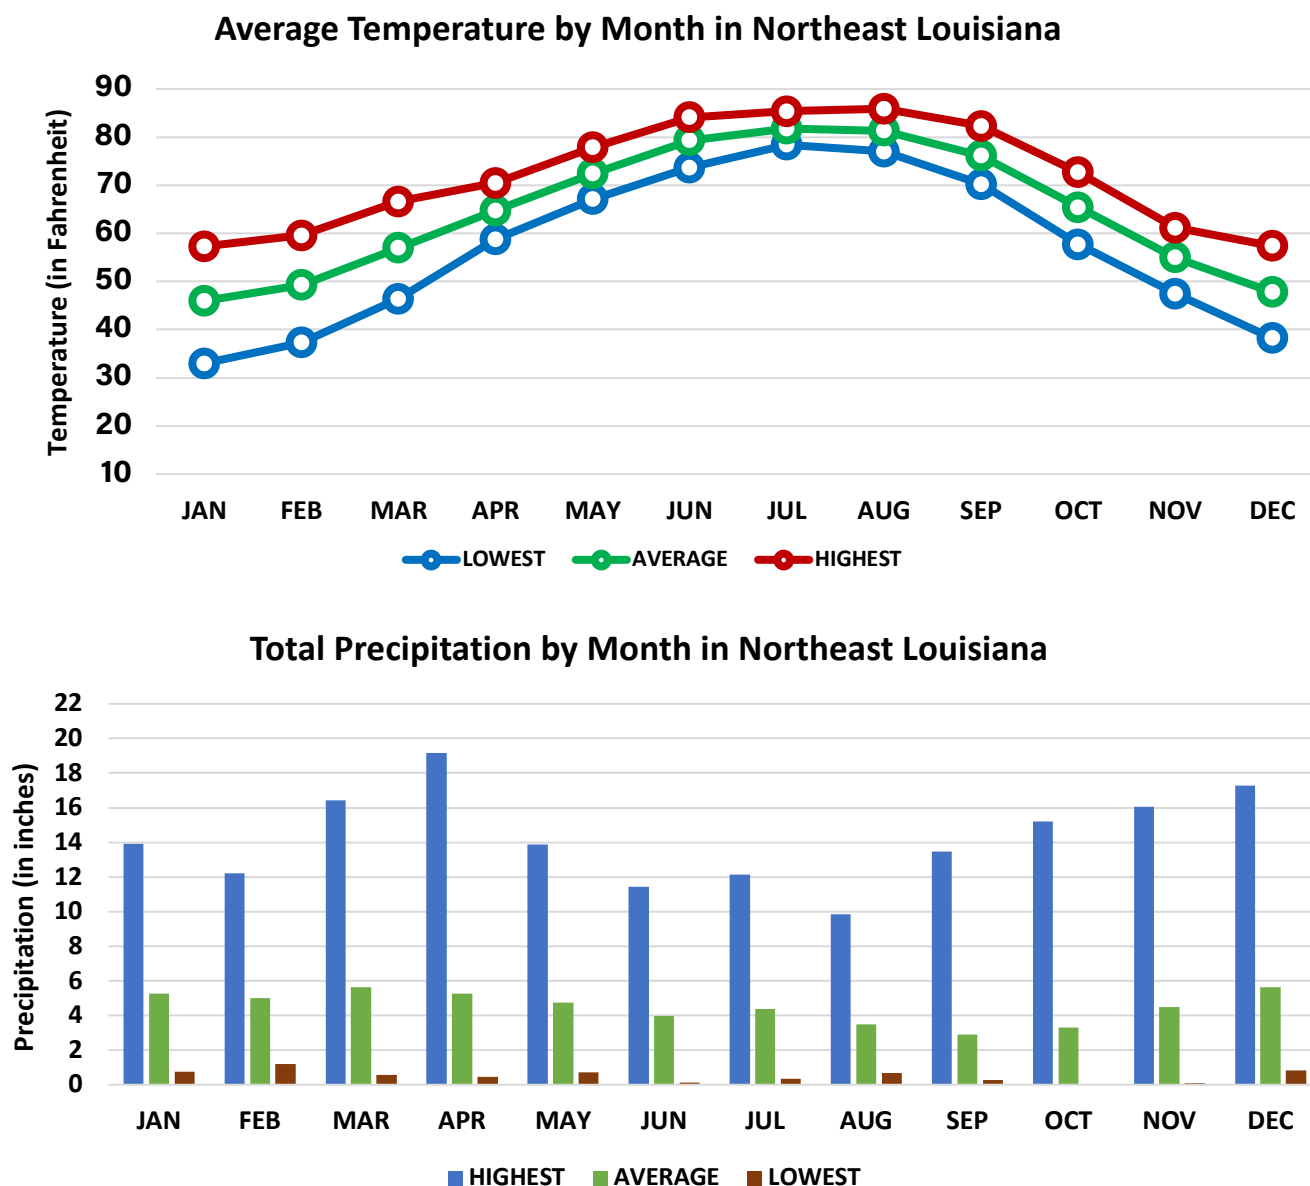 Average Temperature by Month in Northeast Louisiana
Temperature (in Fahrenheit)
90
80
70
60
50
40
30
20
10
JAN FEB MAR APR MAY JUN JUL AUG SEP OCT NOV DEC
LOWEST AVERAGE HIGHEST
Total Precipitation by Month in Northeast Louisiana
Precipitation (in inches)
22
20
18
16
14
12
10
8
6
4
2
0
JAN FEB MAR APR MAY JUN JUL AUG SEP OCT NOV DEC
HIGHEST AVERAGE LOWEST